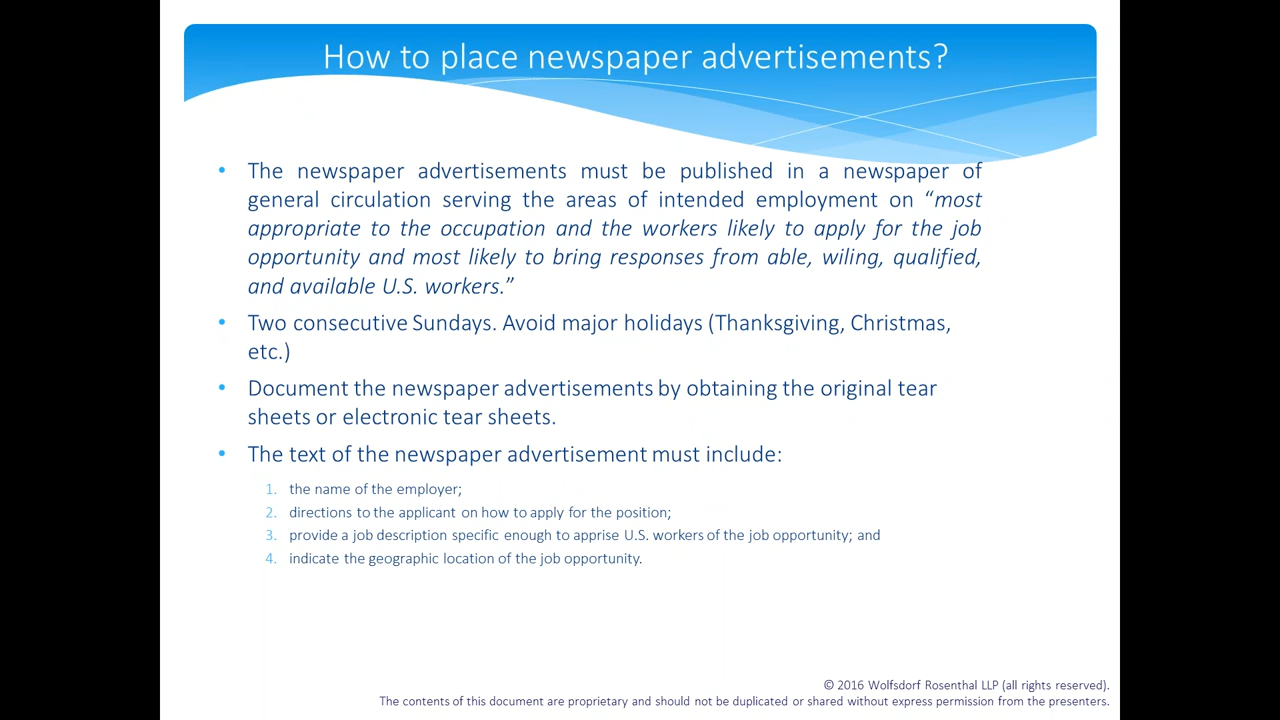 How to place newspaper advertisements?
• The newspaper advertisements must be published in a newspaper of
general circulation serving the areas of intended employment on “most
appropriate to the occupation and the workers likely to apply for the job
opportunity and most likely to bring responses from able, wiling, qualified,
and available U.S. workers.”
• Two consecutive Sundays. Avoid major holidays (Thanksgiving, Christmas,
etc.)
• Document the newspaper advertisements by obtaining the original tear
sheets or electronic tear sheets.
• The text of the newspaper advertisement must include:
1. the name of the employer;
2. directions to the applicant on how to apply for the position;
3. provide a job description specific enough to apprise U.S. workers of the job opportunity; and
4. indicate the geographic location of the job opportunity.
© 2016 Wolfsdorf Rosenthal LLP (all rights reserved).
The contents of this document are proprietary and should not be duplicated or shared without express permission from the presenters.